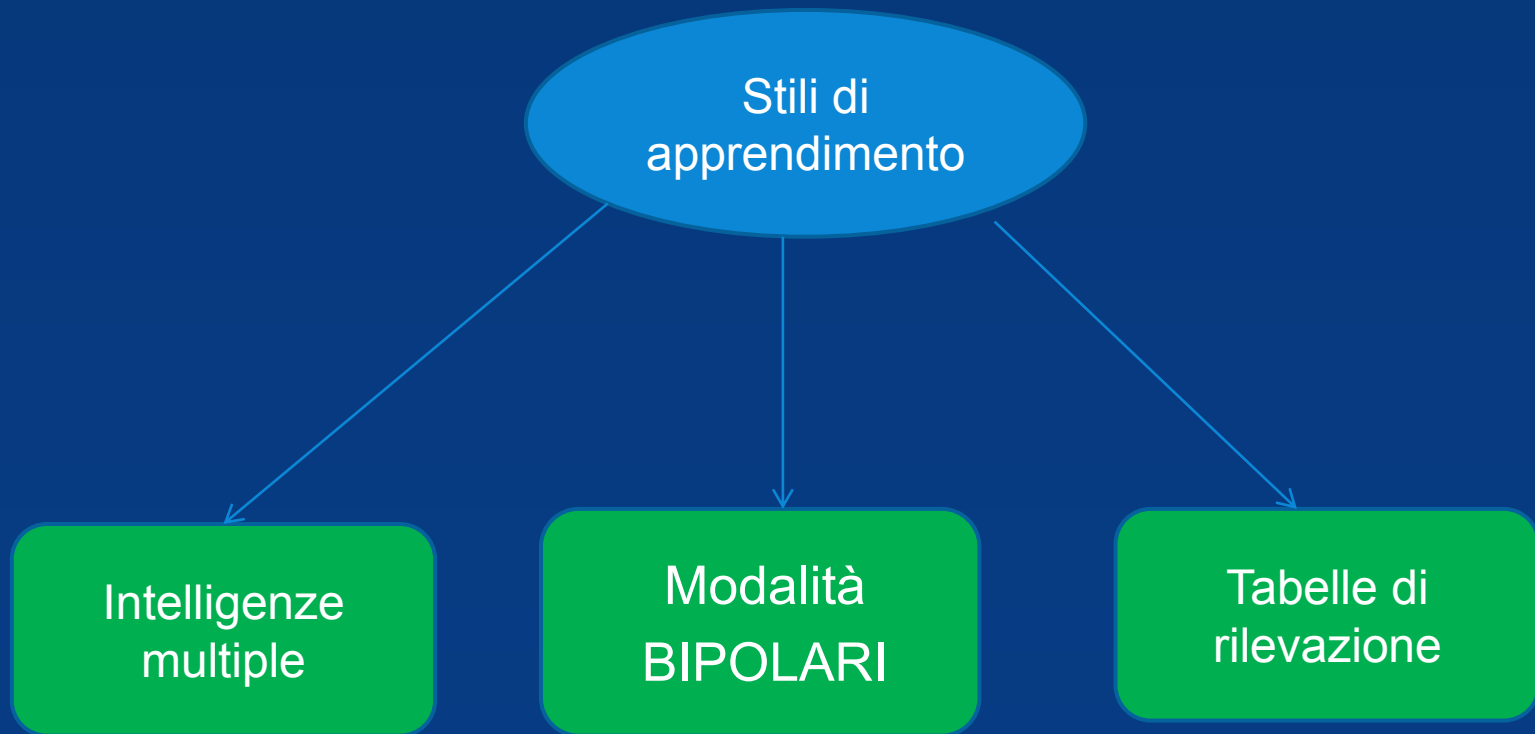 Stili di
apprendimento
Intelligenze
multiple
Modalità
BIPOLARI
Tabelle di
rilevazione